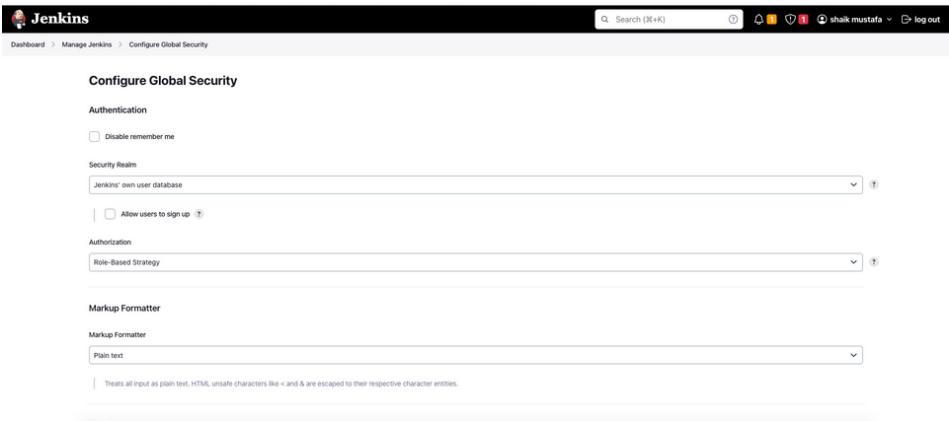 Jenkins
Search (⌘+K) ? 1 1 shaik mustafa log out
Dashboard > Manage Jenkins > Configure Global Security
Configure Global Security
Authentication
Disable remember me
Security Realm
Jenkins' own user database
?
Allow users to sign up ?
Authorization
Role-Based Strategy
?
Markup Formatter
Markup Formatter
Plain text
Treats all input as plain text. HTML unsafe characters like < and & are escaped to their respective character entities.